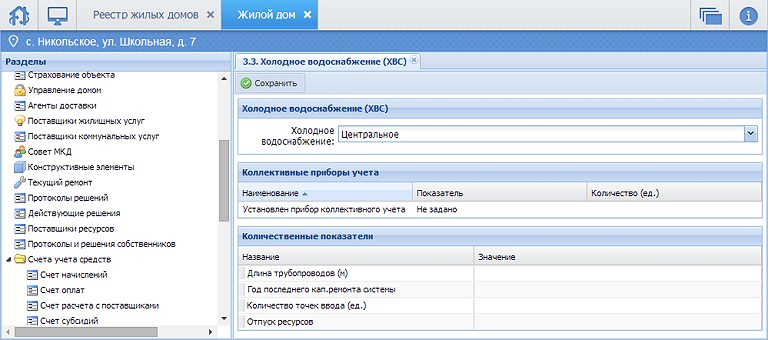 Реестр жилых домов
Жилой дом
с. Никольское, ул. Школьная, д. 7
Разделы
Страхование объекта
Управление домом
Агенты доставки
Поставщики жилищных услуг
Поставщики коммунальных услуг
Совет МКД
Конструктивные элементы
Текущий ремонт
Протоколы решений
Действующие решения
Поставщики ресурсов
Протоколы и решения собственников
Счета учета средств
Счет начислений
Счет оплат
Счет расчета с поставщиками
Счет субсидий
3.3. Холодное водоснабжение (ХВС)
Сохранить
Холодное водоснабжение (ХВС)
Холодное
водоснабжение:
Центральное
Коллективные приборы учета
Наименование Показатель Количество (ед.)
Установлен прибор коллективного учета Не задано
Количественные показатели
Название Значение
Длина трубопроводов (м)
Год последнего кап.ремонта системы
Количество точек ввода (ед.)
Отпуск ресурсов